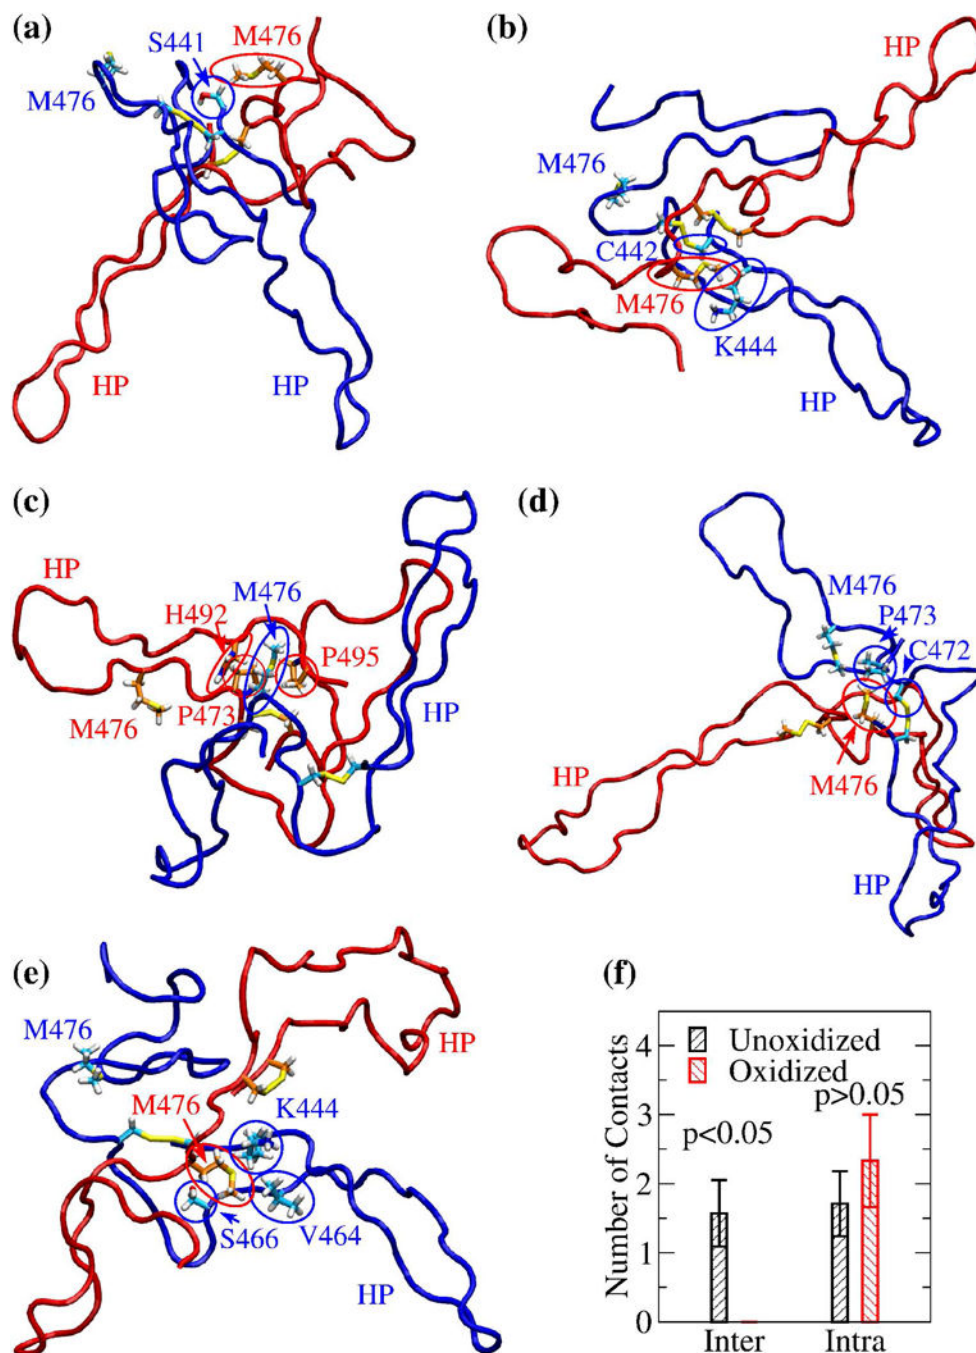 (a)
S441
M476
M476
HP
HP
(b)
HP
M476
C442
M476
K444
HP
(c)
HP
M476
H492
P495
M476
P473
HP
(d)
M476
P473
C472
HP
M476
HP
(e)
M476
HP
M476
K444
S466
V464
HP
(f)
Unoxidized
Oxidized
p>0.05
p<0.05
Number of Contacts
4
3
2
1
0
Inter Intra